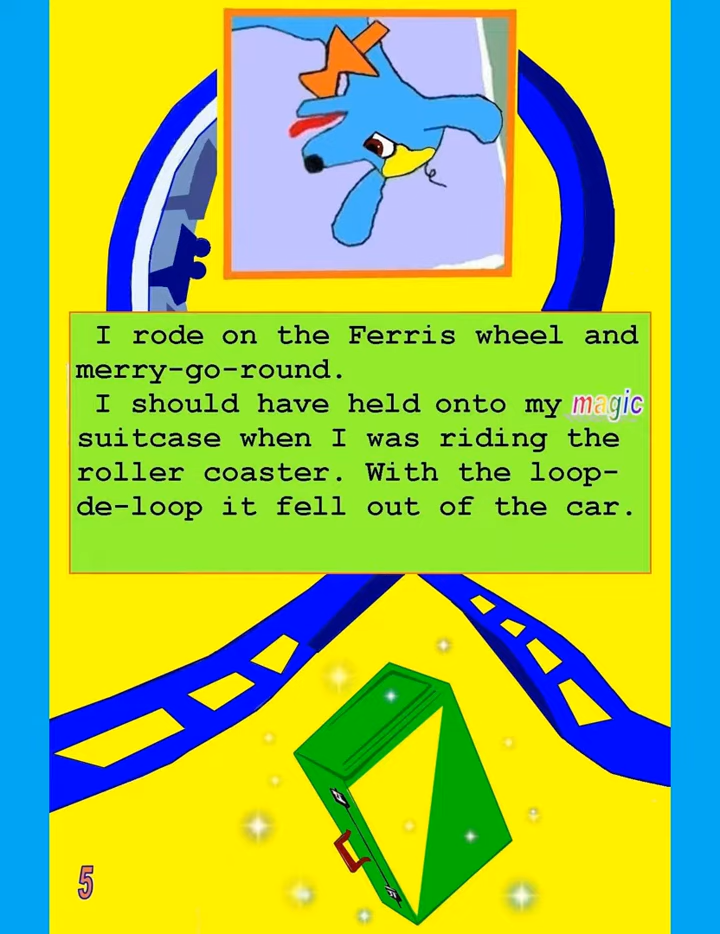 I rode on the Ferris wheel and
merry-go-round.
I should have held onto my magic
suitcase when I was riding the
roller coaster. With the loop-
de-loop it fell out of the car.
5